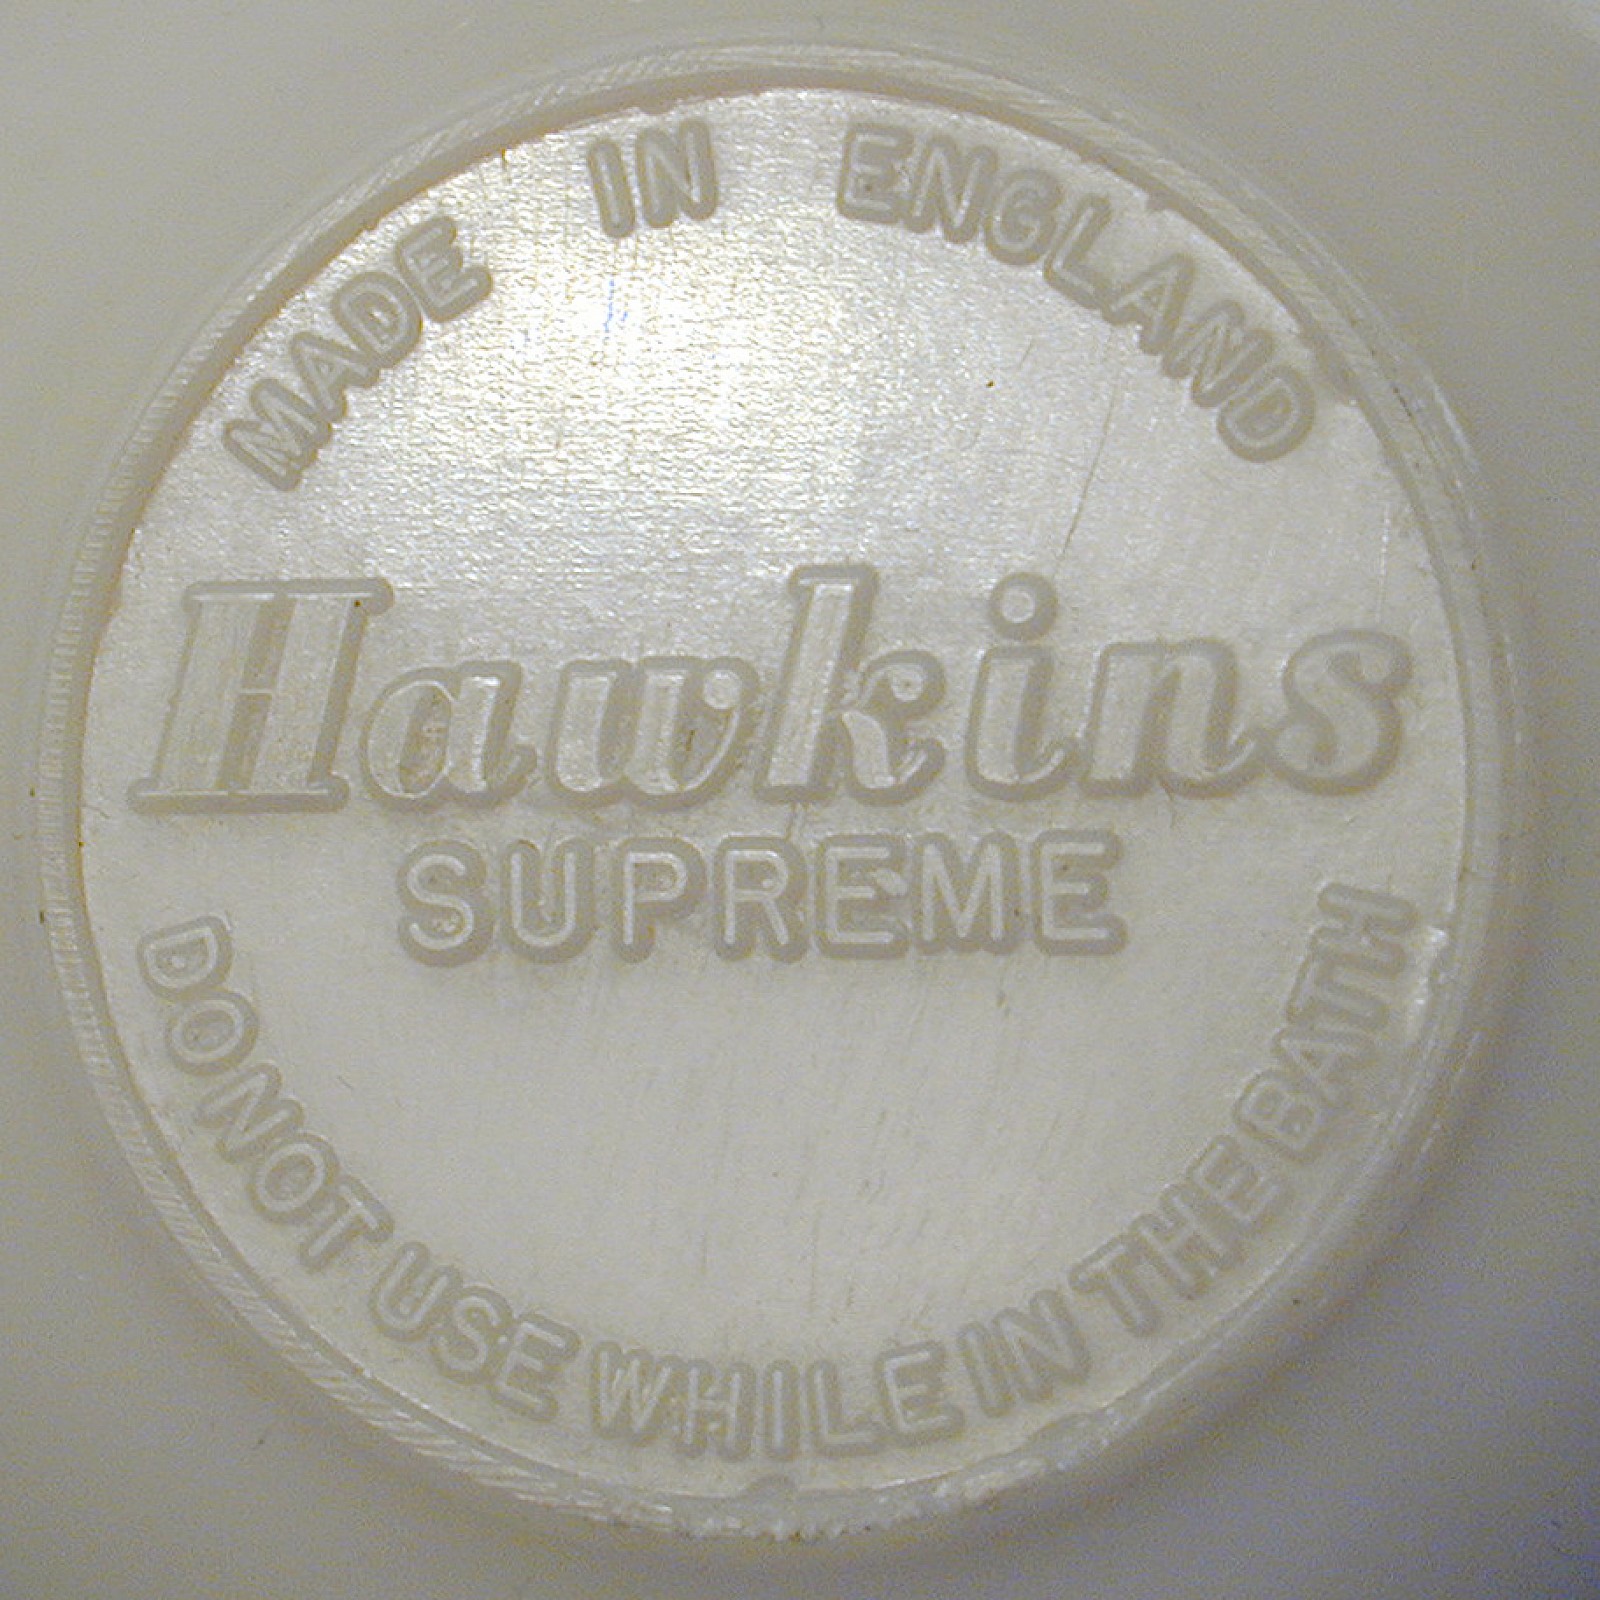 MADE IN ENGLAND
Hawkins
SUPREME
DO NOT USE WHILE IN THE BATH